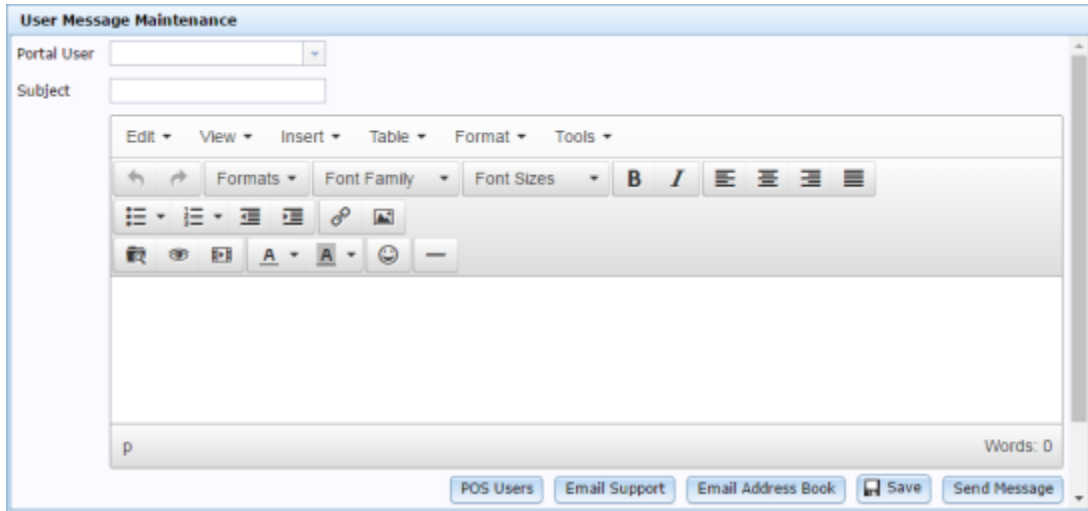 User Message Maintenance
Portal User
Subject
Edit View Insert Table Format Tools
Formats Font Family Font Sizes B I
A A
p Words: 0
POS Users Email Support Email Address Book Save Send Message